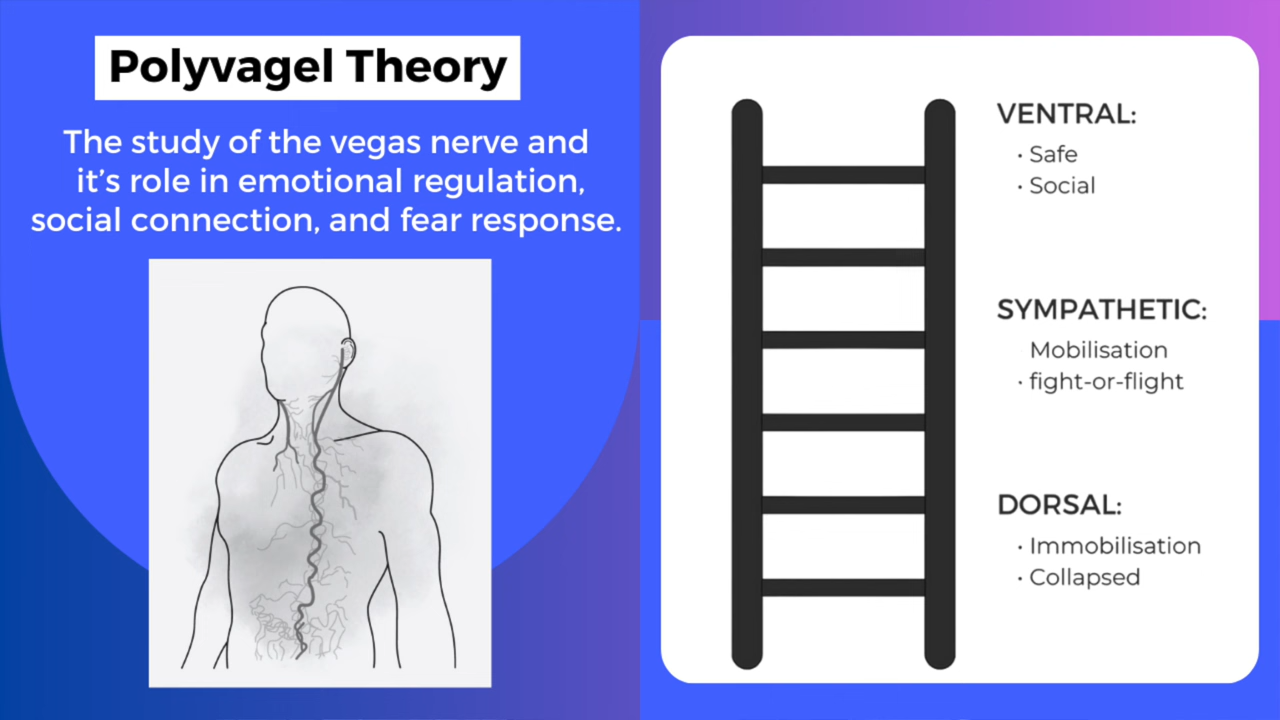 Polyvagel Theory
The study of the vegas nerve and
it’s role in emotional regulation,
social connection, and fear response.
VENTRAL:
· Safe
· Social
SYMPATHETIC:
Mobilisation
· fight-or-flight
DORSAL:
· Immobilisation
· Collapsed